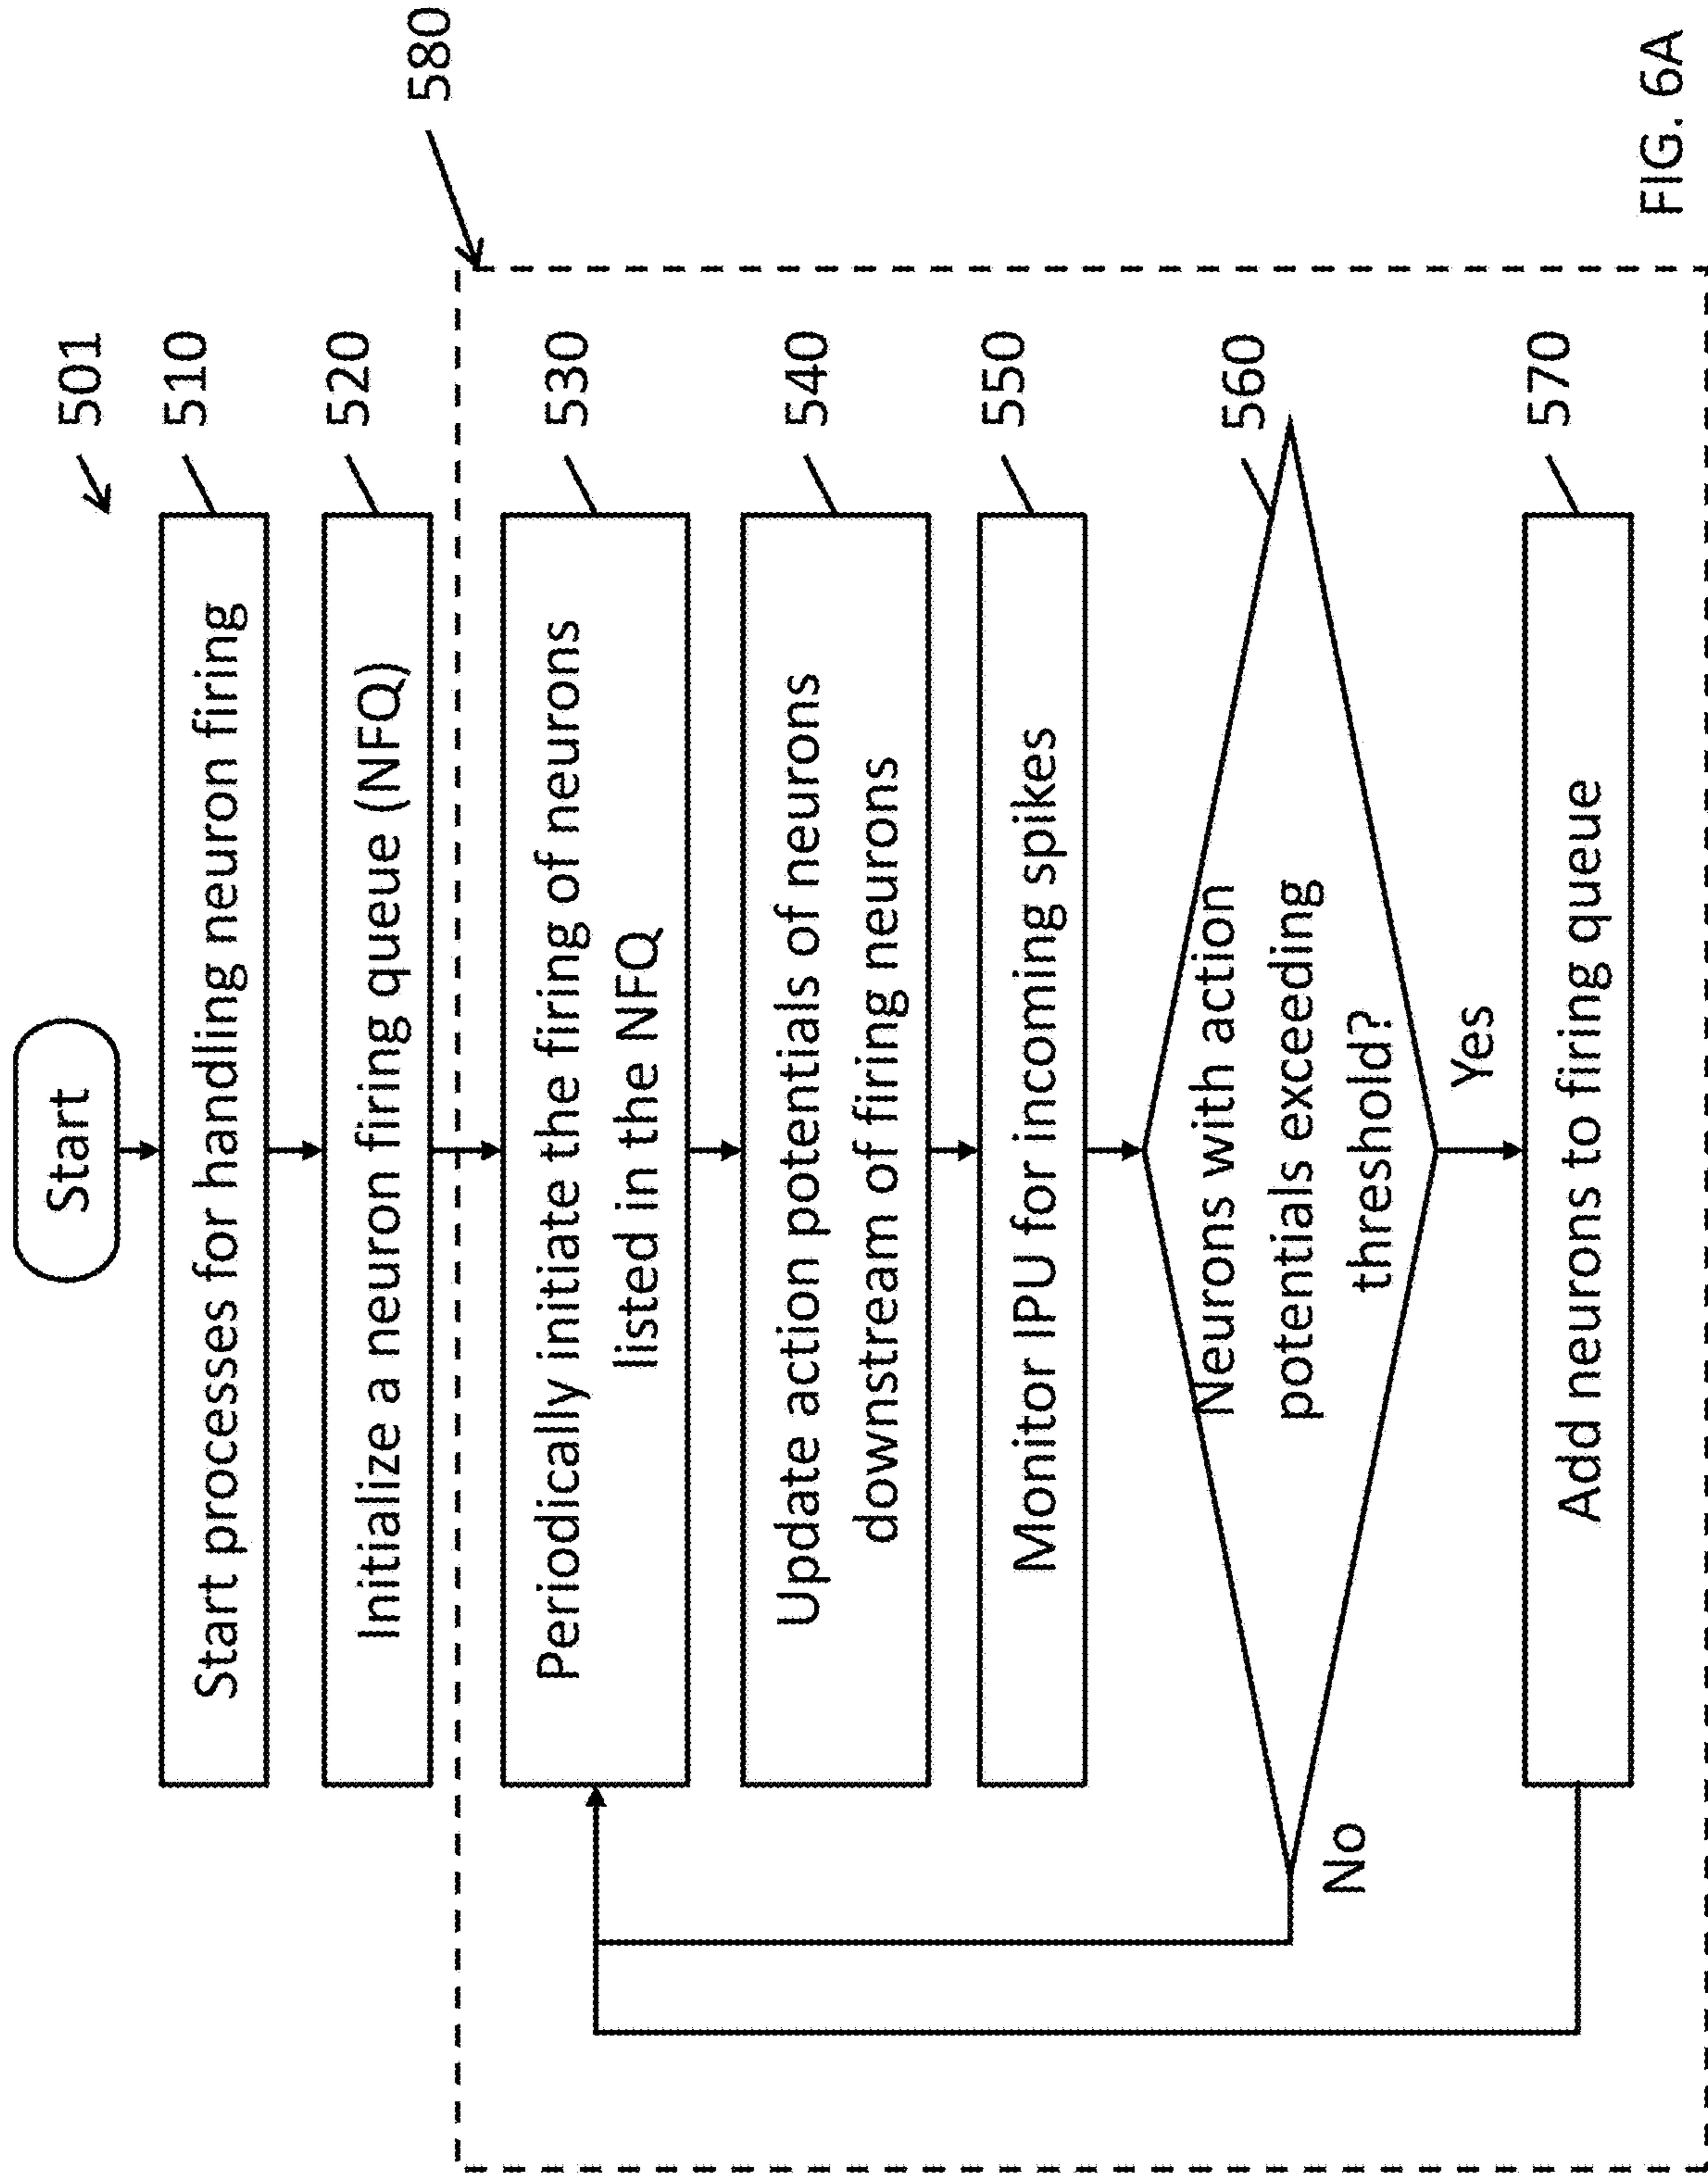 Start
501
Start processes for handling neuron firing
510
Initialize a neuron firing queue (NFQ)
520
580
Periodically initiate the firing of neurons
listed in the NFQ
530
Update action potentials of neurons
downstream of firing neurons
540
Monitor IPU for incoming spikes
550
Neurons with action
potentials exceeding
threshold?
560
No
Yes
Add neurons to firing queue
570
FIG. 6A